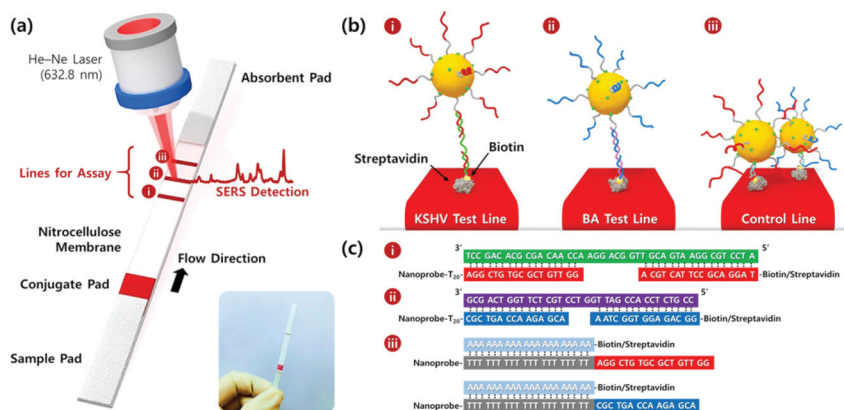 (a)
He–Ne Laser
(632.8 nm)
Absorbent Pad
Lines for Assay
iii
ii
i
SERS Detection
Nitrocellulose
Membrane
Flow Direction
Conjugate Pad
Sample Pad
(b)
i
ii
iii
Streptavidin
Biotin
KSHV Test Line
BA Test Line
Control Line
(c)
i
3′ 5′
TCC GAC ACG CGA CAACC A AGGACG GTT GCA GTA AGG CGT CCT A
Nanoprobe-T20- AGG CTG TGC GCT GTT GG A CGT CAT TCC GCA GGA T -Biotin/Streptavidin
ii
3′ 5′
GCG ACT GGT TCT CGT CCT GGT TAG CCA CCT CTG CC
Nanoprobe-T20- CGC TGA CCA AGA GCA A ATC GGT GGA GAC GG -Biotin/Streptavidin
iii
AAA AAA AAA AAA AAA AAA AA -Biotin/Streptavidin
Nanoprobe- TTT TTT TTT TTT TTT TTT TT AGG CTG TGC GCT GTT GG
AAA AAA AAA AAA AAA AAA AA -Biotin/Streptavidin
Nanoprobe- TTT TTT TTT TTT TTT TTT TT CGC TGA CCA AGA GCA